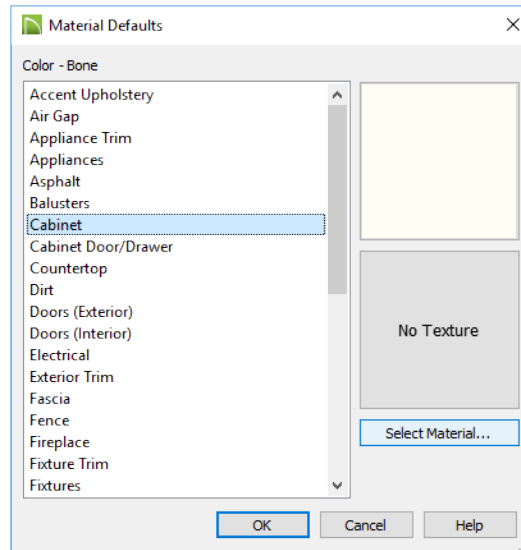 Material Defaults
Color - Bone
Accent Upholstery
Air Gap
Appliance Trim
Appliances
Asphalt
Balusters
Cabinet
Cabinet Door/Drawer
Countertop
Dirt
Doors (Exterior)
Doors (Interior)
Electrical
Exterior Trim
Fascia
Fence
Fireplace
Fixture Trim
Fixtures
No Texture
Select Material...
OK Cancel Help